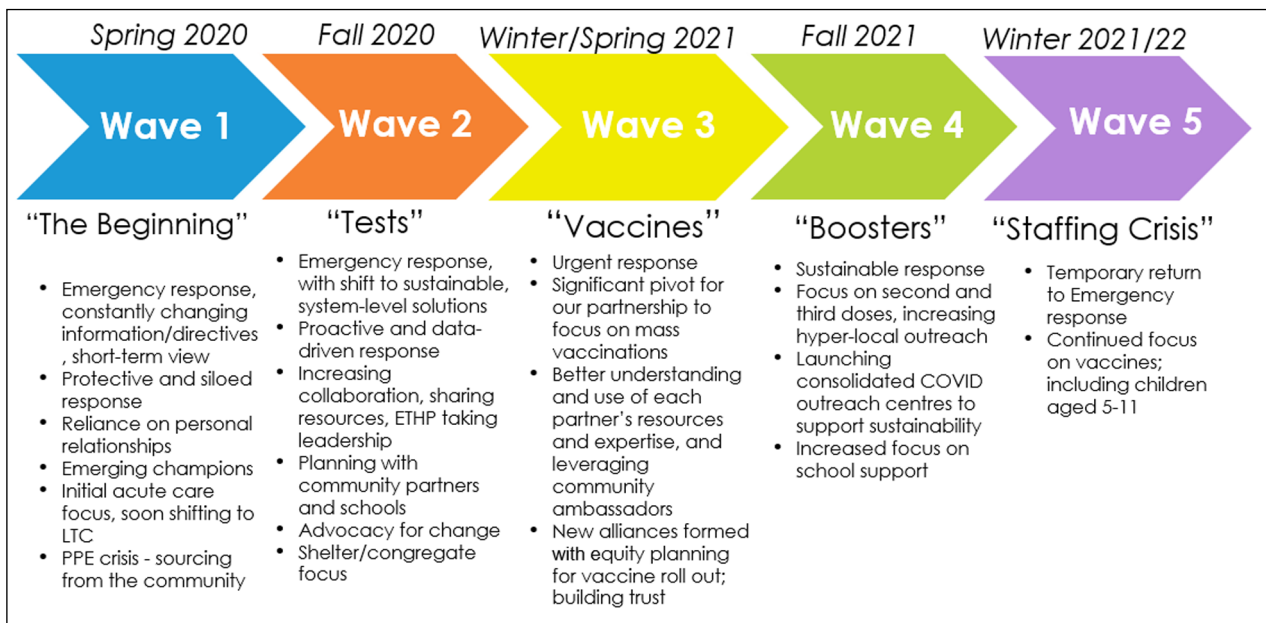 Spring 2020
Fall 2020
Winter/Spring 2021
Fall 2021
Winter 2021/22
Wave 1
Wave 2
Wave 3
Wave 4
Wave 5
“The Beginning”
• Emergency response,
constantly changing
information/directives
, short-term view
• Protective and siloed
response
• Reliance on personal
relationships
• Emerging champions
• Initial acute care
focus, soon shifting to
LTC
• PPE crisis - sourcing
from the community
“Tests”
• Emergency response,
with shift to sustainable,
system-level solutions
• Proactive and data-
driven response
• Increasing
collaboration, sharing
resources, ETHP taking
leadership
• Planning with
community partners
and schools
• Advocacy for change
• Shelter/congregate
focus
“Vaccines”
• Urgent response
• Significant pivot for
our partnership to
focus on mass
vaccinations
• Better understanding
and use of each
partner’s resources
and expertise, and
leveraging
community
ambassadors
• New alliances formed
with equity planning
for vaccine roll out;
building trust
“Boosters”
• Sustainable response
• Focus on second and
third doses, increasing
hyper-local outreach
• Launching
consolidated COVID
outreach centres to
support sustainability
• Increased focus on
school support
“Staffing Crisis”
• Temporary return
to Emergency
response
• Continued focus
on vaccines;
including children
aged 5-11